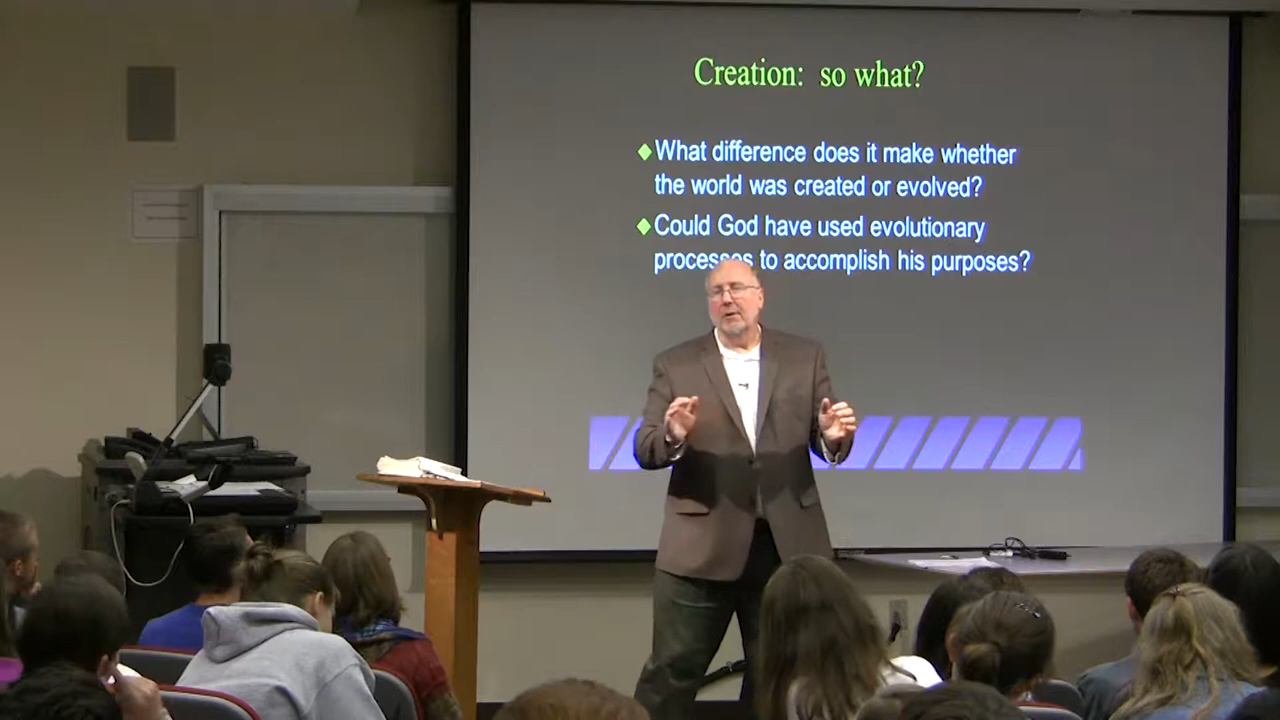 Creation:  so what?
What difference does it make whether
the world was created or evolved?
Could God have used evolutionary
processes to accomplish his purposes?